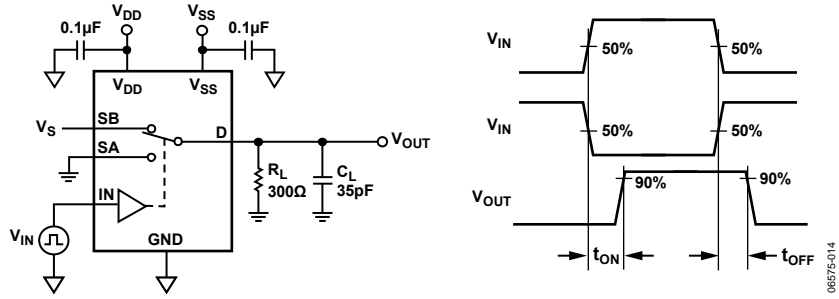 VDD
VSS
0.1µF
0.1µF
VDD
VSS
VS
SB
SA
D
VOUT
RL
300Ω
CL
35pF
IN
VIN
GND
VIN
50%
50%
VIN
50%
50%
VOUT
90%
90%
tON
tOFF
06575-014